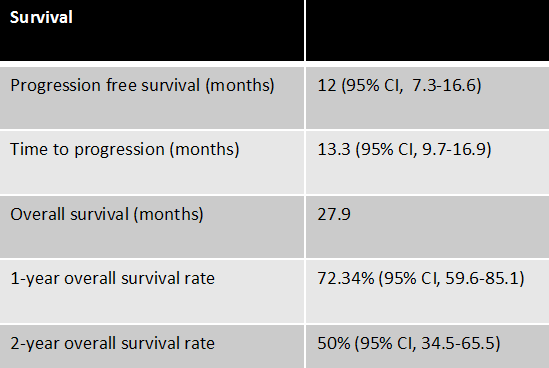 Survival
Progression free survival (months) 12 (95% CI,  7.3-16.6)
Time to progression (months) 13.3 (95% CI, 9.7-16.9)
Overall survival (months) 27.9
1-year overall survival rate 72.34% (95% CI, 59.6-85.1)
2-year overall survival rate 50% (95% CI, 34.5-65.5)